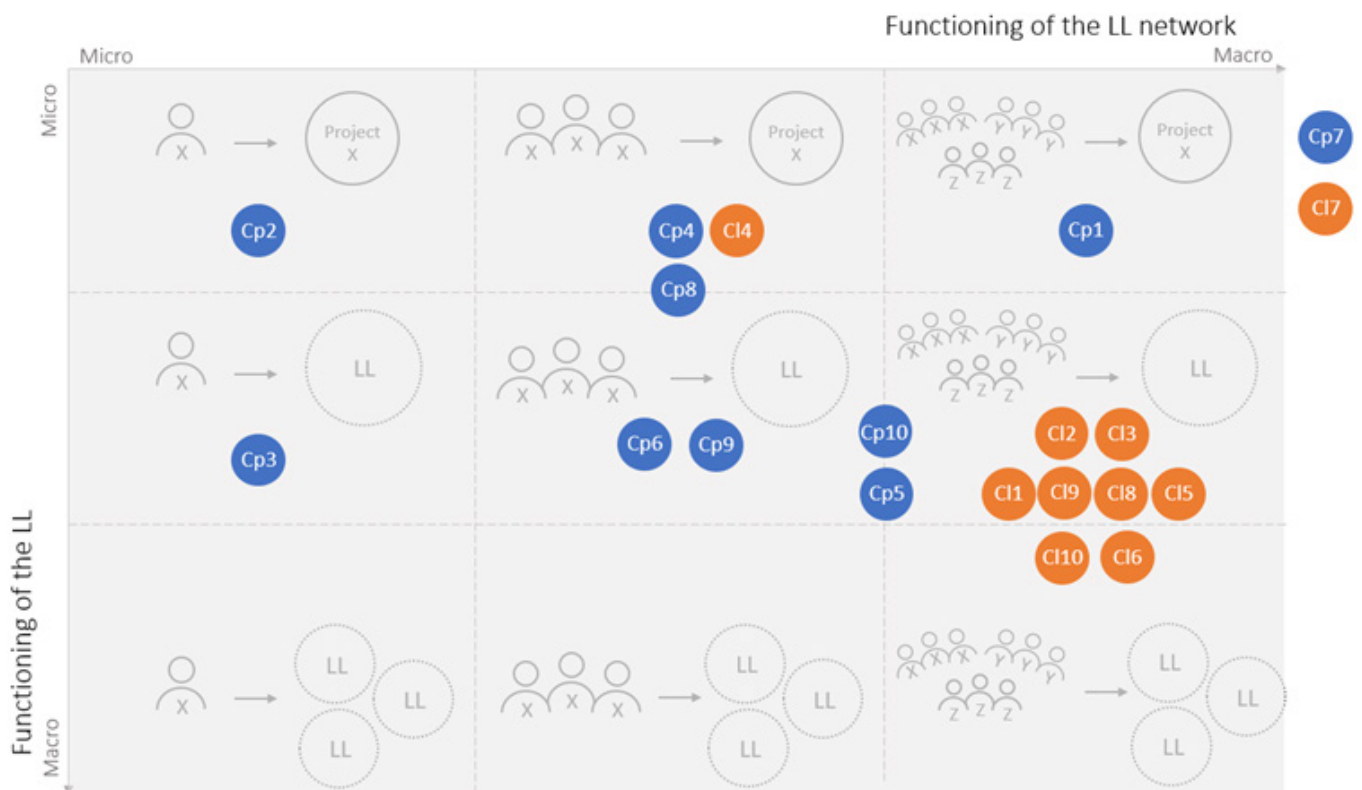 Functioning of the LL network
Micro
Macro
Micro
X
Project
X
X X X
Project
X
X X X Y Y Y
Z Z Z
Project
X
Cp7
Cl7
Cp2
Cp4
Cl4
Cp1
Cp8
X
LL
X X X
LL
X X X Y Y Y
Z Z Z
LL
Cp3
Cp6
Cp9
Cp10
Cp5
Cl2
Cl3
Cl1
Cl9
Cl8
Cl5
Cl10
Cl6
Functioning of the LL
Macro
X
LL
LL
LL
X X X
LL
LL
LL
X X X Y Y Y
Z Z Z
LL
LL
LL